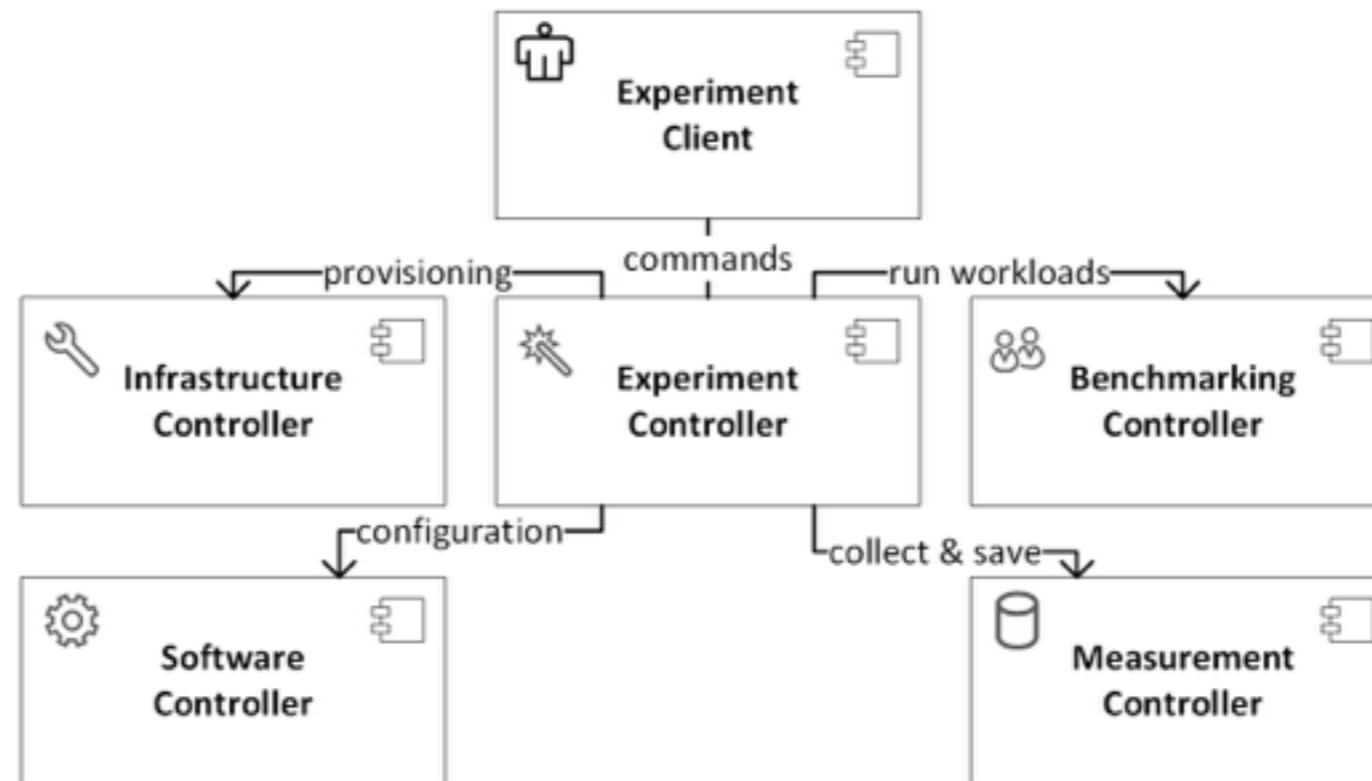 Experiment
Client
provisioning
commands
run workloads
Infrastructure
Controller
Experiment
Controller
Benchmarking
Controller
configuration
collect & save
Software
Controller
Measurement
Controller